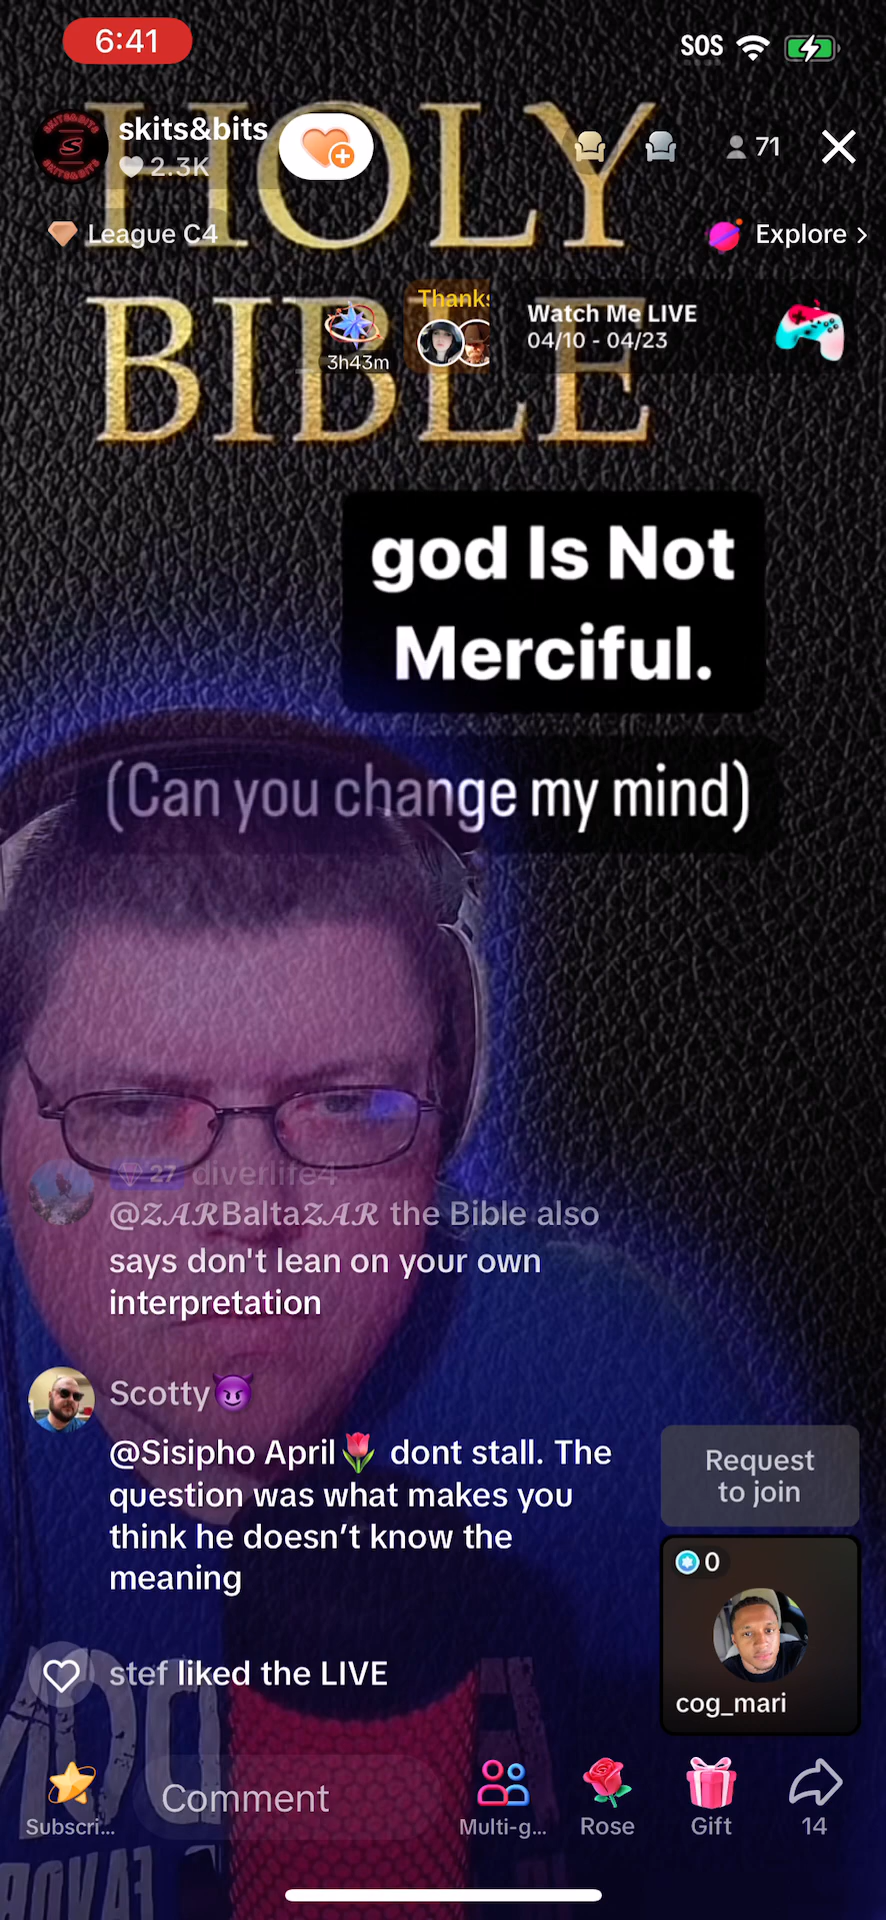 6:41
SOS
HOLY
skits&bits
2.3K
71
League C4
Explore >
BIBLE
3h43m
Thanks
Watch Me LIVE
04/10 - 04/23
god Is Not
Merciful.
(Can you change my mind)
27 diverlife4
@𝓩𝓐𝓡Balta𝓩𝓐𝓡 the Bible also
says don't lean on your own
interpretation
Scotty😈
@Sisipho April🌷 dont stall. The
question was what makes you
think he doesn’t know the
meaning
Request
to join
0
cog_mari
stef liked the LIVE
Subscri...
Comment
Multi-g...
Rose
Gift
14